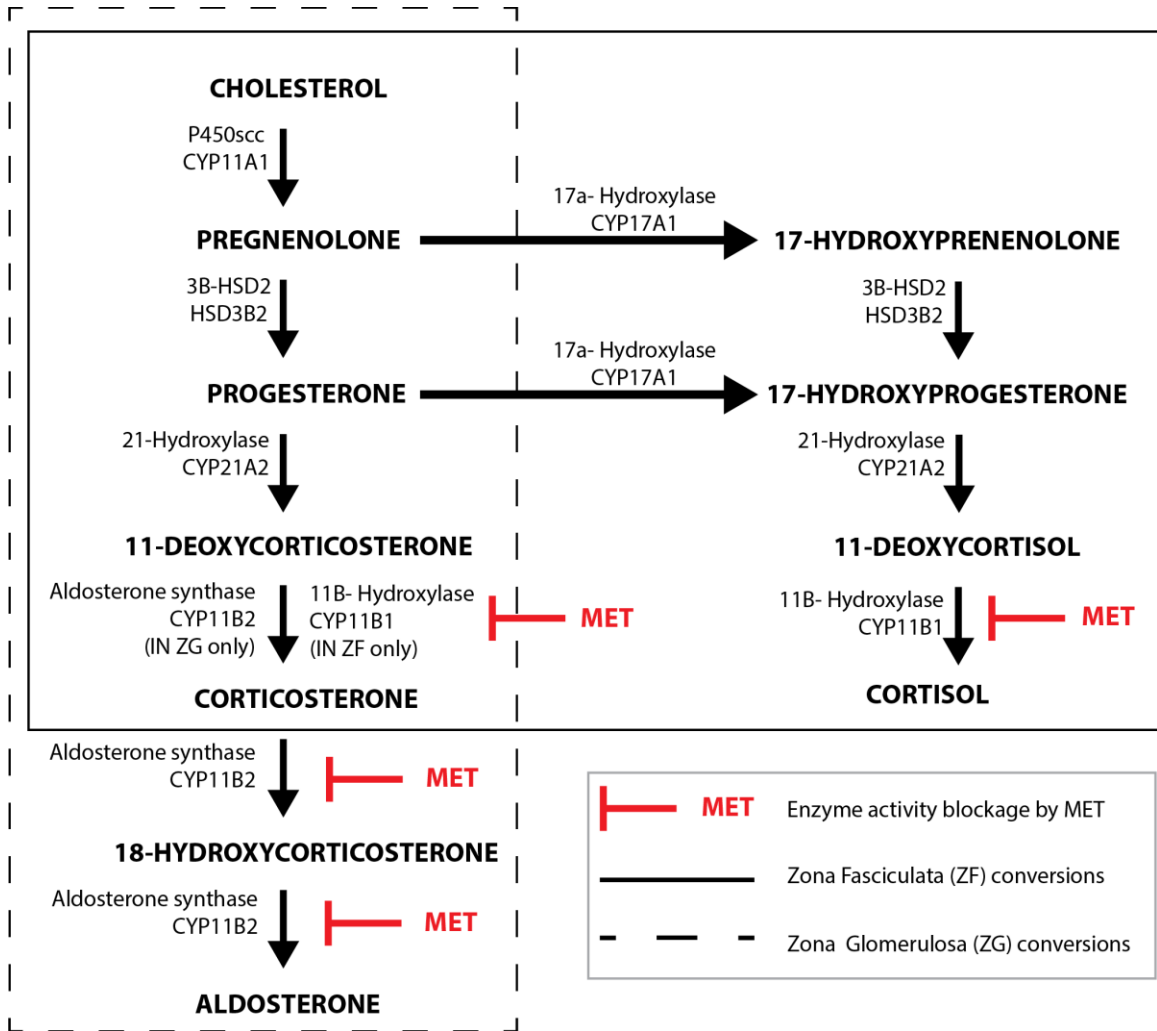 CHOLESTEROL
P450scc
CYP11A1
17a- Hydroxylase
CYP17A1
PREGNENOLONE
17-HYDROXYPRENENOLONE
3B-HSD2
HSD3B2
3B-HSD2
HSD3B2
17a- Hydroxylase
CYP17A1
PROGESTERONE
17-HYDROXYPROGESTERONE
21-Hydroxylase
CYP21A2
21-Hydroxylase
CYP21A2
11-DEOXYCORTICOSTERONE
11-DEOXYCORTISOL
Aldosterone synthase
CYP11B2
(IN ZG only)
11B- Hydroxylase
CYP11B1
(IN ZF only)
MET
11B- Hydroxylase
CYP11B1
MET
CORTICOSTERONE
CORTISOL
Aldosterone synthase
CYP11B2
MET
18-HYDROXYCORTICOSTERONE
Aldosterone synthase
CYP11B2
MET
ALDOSTERONE
MET Enzyme activity blockage by MET
Zona Fasciculata (ZF) conversions
Zona Glomerulosa (ZG) conversions